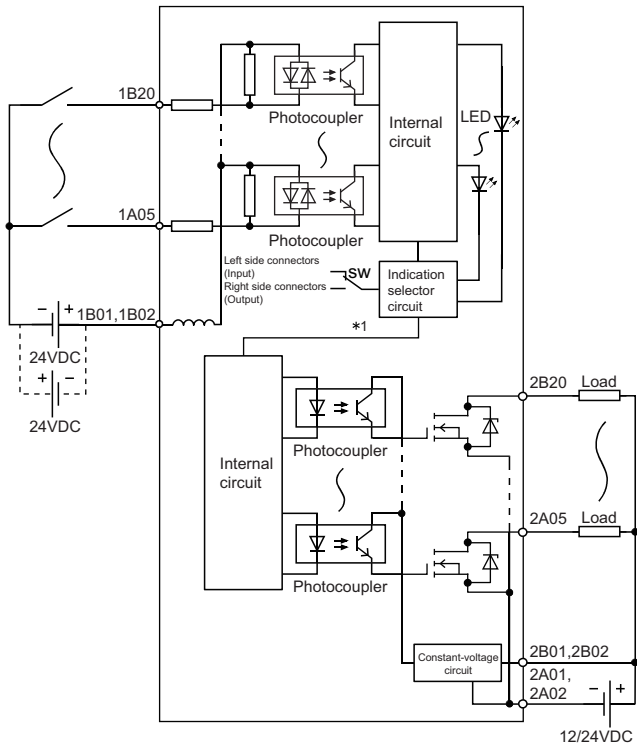 1B20
Photocoupler
Internal
circuit
LED
1A05
Photocoupler
Left side connectors
(Input)
SW
Right side connectors
(Output)
Indication
selector
circuit
*1
− +
1B01,1B02
24VDC
+ −
24VDC
2B20
Load
Photocoupler
Internal
circuit
2A05
Load
Photocoupler
Constant-voltage
circuit
2B01,2B02
2A01,
2A02
− +
12/24VDC